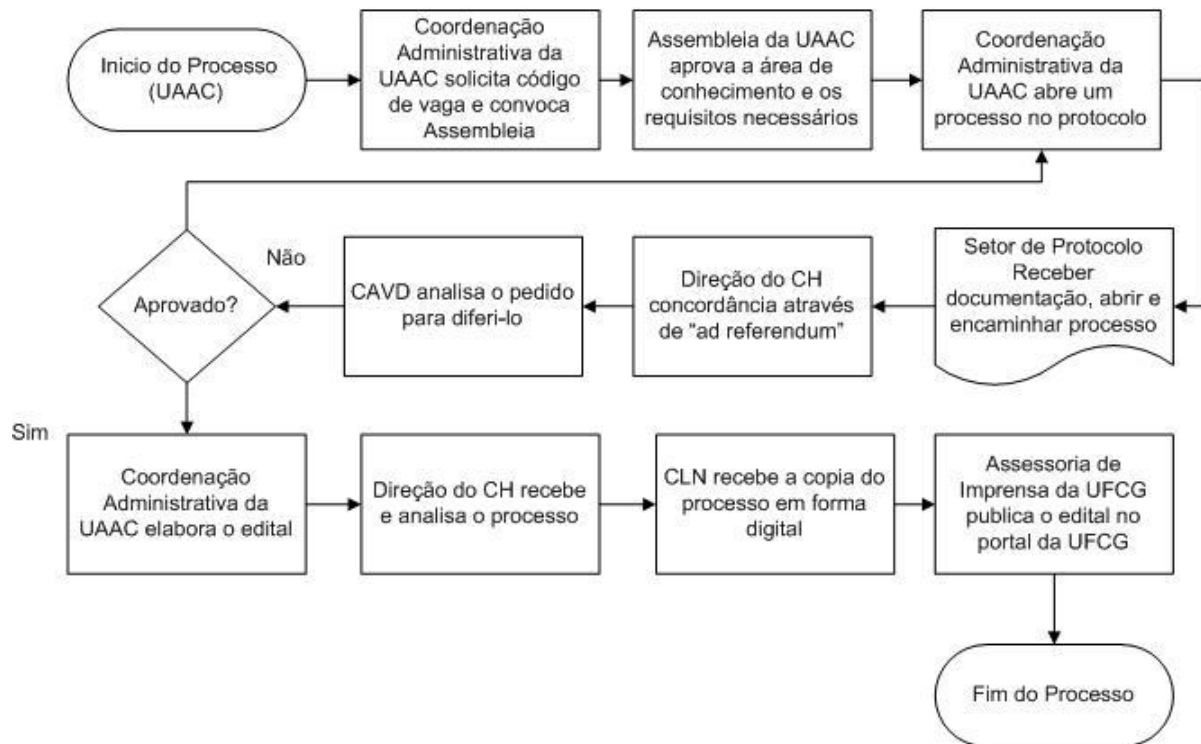 Inicio do Processo
(UAAC)
Coordenação
Administrativa da
UAAC solicita código
de vaga e convoca
Assembleia
Assembleia da UAAC
aprova a área de
conhecimento e os
requisitos necessários
Coordenação
Administrativa da
UAAC abre um
processo no protocolo
Setor de Protocolo
Receber
documentação, abrir e
encaminhar processo
Direção do CH
concordância através
de “ad referendum”
CAVD analisa o pedido
para diferi-lo
Não
Aprovado?
Sim
Coordenação
Administrativa da
UAAC elabora o edital
Direção do CH recebe
e analisa o processo
CLN recebe a copia do
processo em forma
digital
Assessoria de
Imprensa da UFCG
publica o edital no
portal da UFCG
Fim do Processo